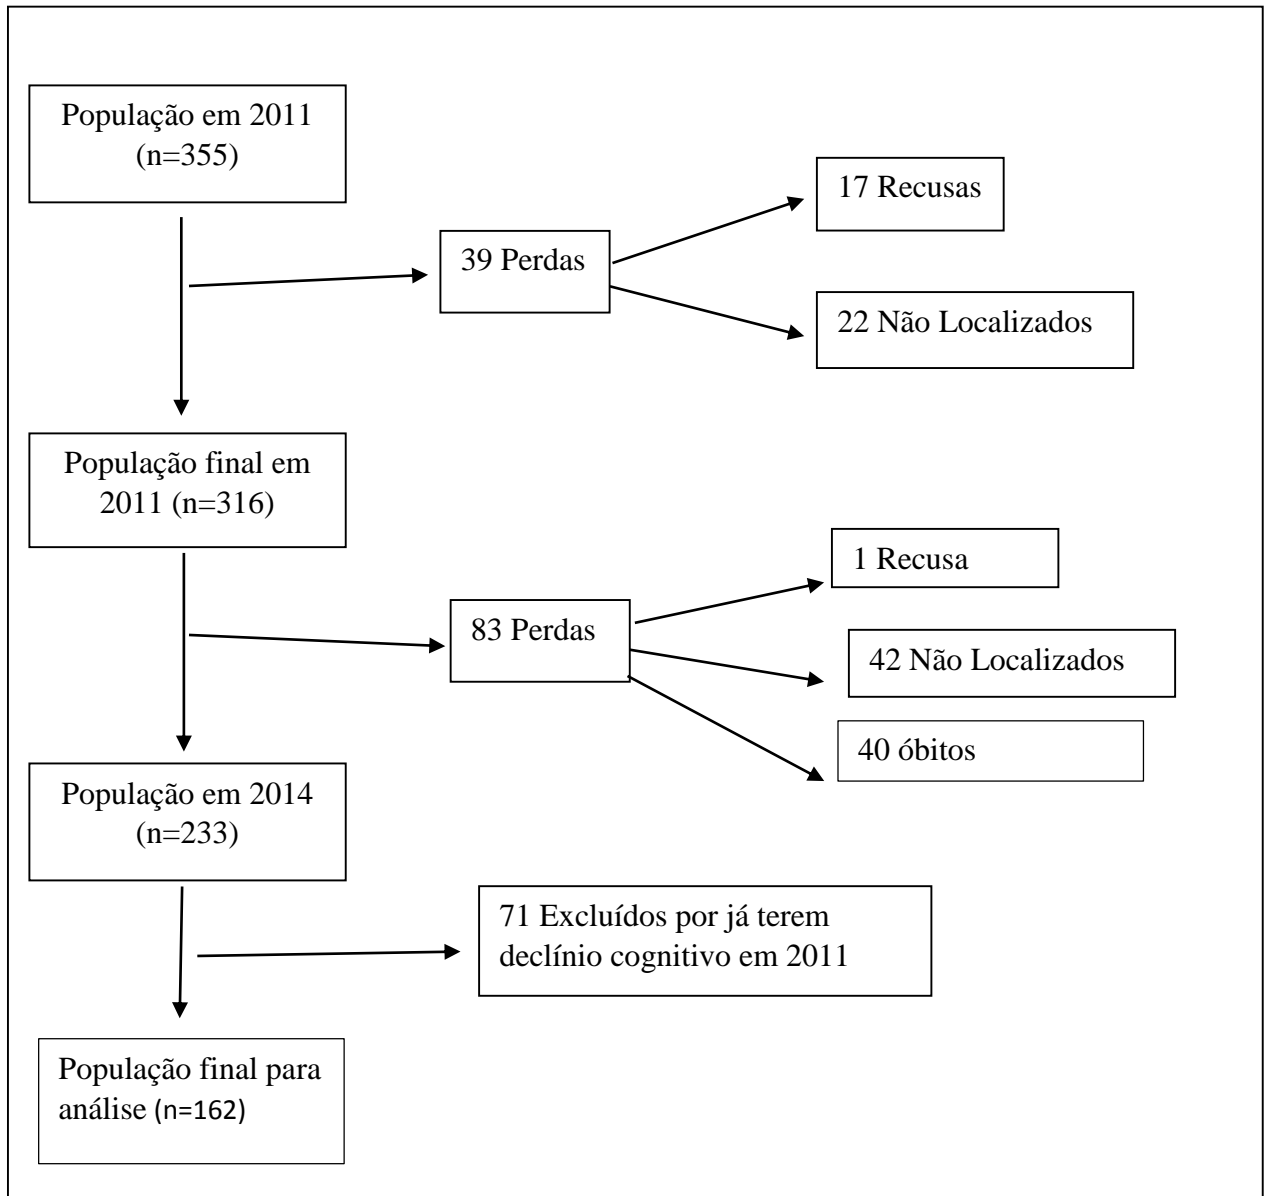 População em 2011
(n=355)
17 Recusas
39 Perdas
22 Não Localizados
População final em
2011 (n=316)
1 Recusa
83 Perdas
42 Não Localizados
40 óbitos
População em 2014
(n=233)
71 Excluídos por já terem
declínio cognitivo em 2011
População final para
análise (n=162)